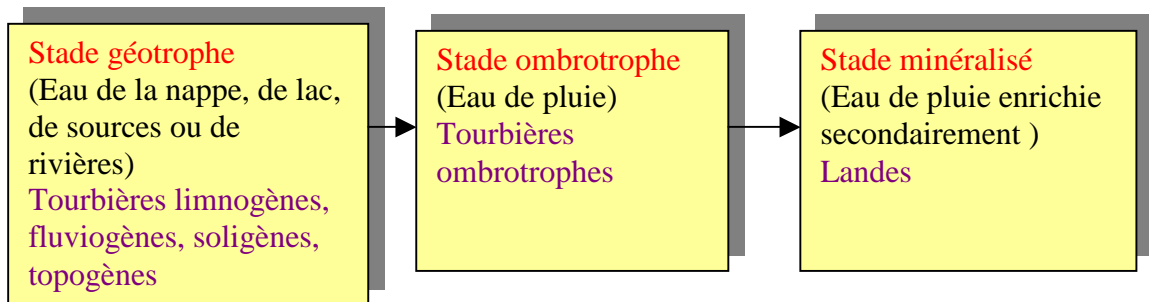 Stade géotrophe
(Eau de la nappe, de lac,
de sources ou de
rivières)
Tourbières limnogènes,
fluviogènes, soligènes,
topogènes
Stade ombrotrophe
(Eau de pluie)
Tourbières
ombrotrophes
Stade minéralisé
(Eau de pluie enrichie
secondairement )
Landes